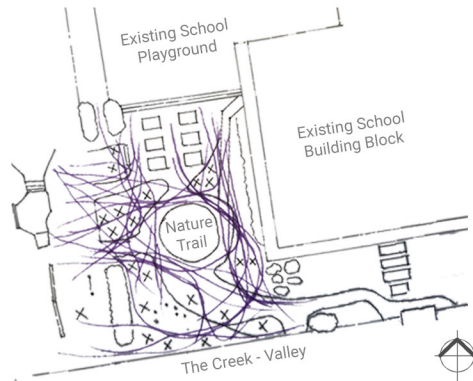 Existing School
Playground
Existing School
Building Block
Nature
Trail
The Creek - Valley